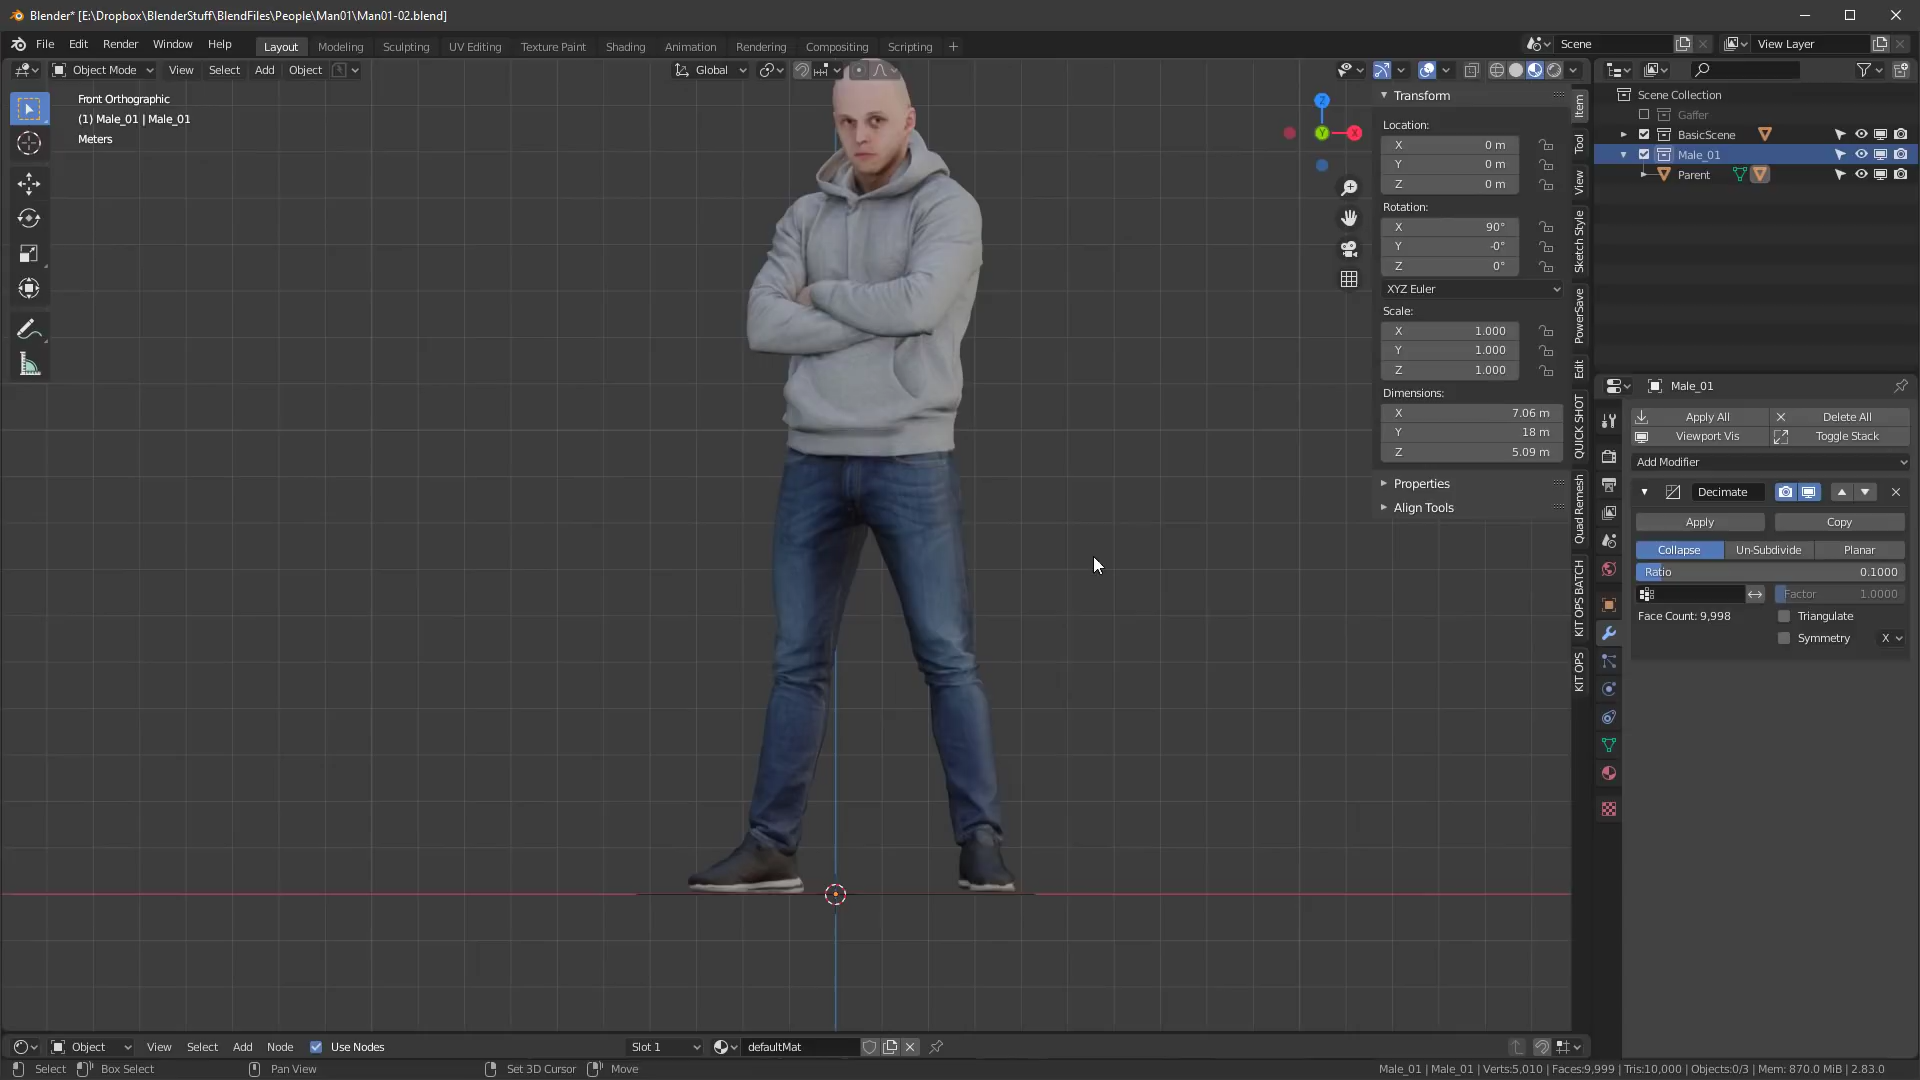 Blender* [E:\Dropbox\BlenderStuff\BlendFiles\People\Man01\Man01-02.blend]
File Edit Render Window Help Layout Modeling Sculpting UV Editing Texture Paint Shading Animation Rendering Compositing Scripting + Scene View Layer
Object Mode View Select Add Object Global
Front Orthographic
(1) Male_01 | Male_01
Meters
Z
Y
X
Transform
Location:
X 0 m
Y 0 m
Z 0 m
Rotation:
X 90°
Y -0°
Z 0°
XYZ Euler
Scale:
X 1.000
Y 1.000
Z 1.000
Dimensions:
X 7.06 m
Y 18 m
Z 5.09 m
Properties
Align Tools
Item
Tool
View
Sketch Style
PowerSave
Edit
QUICK SHOT
Quad Remesh
KIT OPS BATCH
KIT OPS
Scene Collection
Gaffer
BasicScene
Male_01
Parent
Male_01
Apply All Delete All
Viewport Vis Toggle Stack
Add Modifier
Decimate
Apply Copy
Collapse Un-Subdivide Planar
Ratio 0.1000
Factor 1.0000
Face Count: 9,998 Triangulate
Symmetry X
Object View Select Add Node Use Nodes Slot 1 defaultMat
Select Box Select Pan View Set 3D Cursor Move Male_01 | Male_01 | Verts:5,010 | Faces:9,999 | Tris:10,000 | Objects:0/3 | Mem: 870.0 MiB | 2.83.0